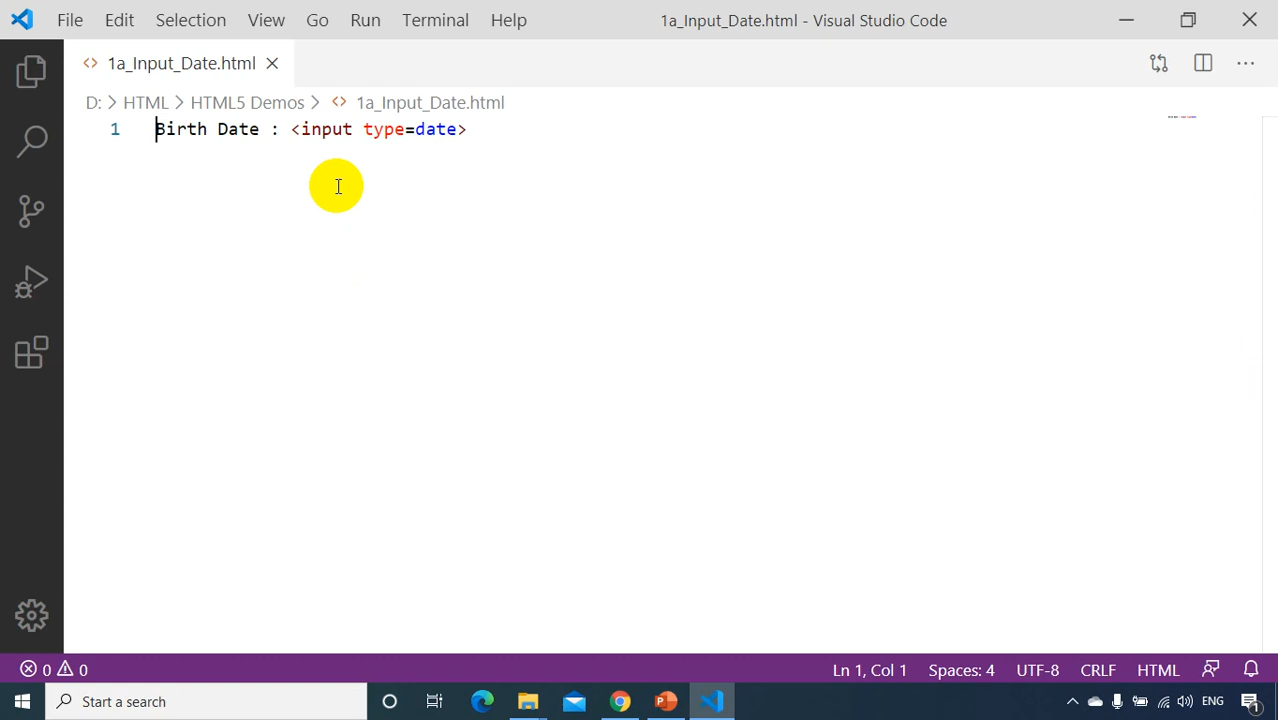 File Edit Selection View Go Run Terminal Help 1a_Input_Date.html - Visual Studio Code
1a_Input_Date.html
D: > HTML > HTML5 Demos > 1a_Input_Date.html
1 Birth Date : <input type=date>
0 0 Ln 1, Col 1 Spaces: 4 UTF-8 CRLF HTML
Start a search ENG 1